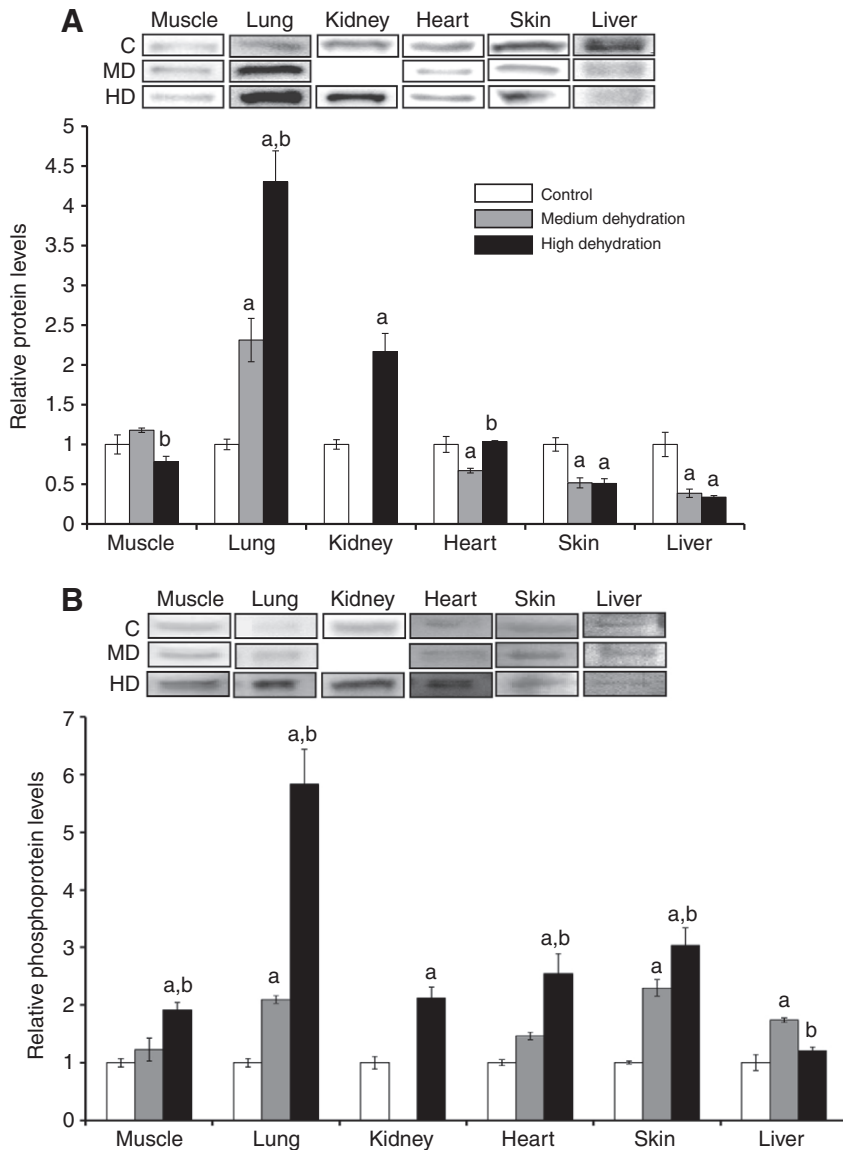 A
Muscle Lung Kidney Heart Skin Liver
C
MD
HD
5
4.5
4
3.5
3
2.5
2
1.5
1
0.5
0
Relative protein levels
a,b
Control
Medium dehydration
High dehydration
a
a
b
a
b
a a
a a
Muscle Lung Kidney Heart Skin Liver
B
Muscle Lung Kidney Heart Skin Liver
C
MD
HD
7
6
5
4
3
2
1
0
Relative phosphoprotein levels
a,b
a,b
a
a
a,b
a
a,b
a
b
Muscle Lung Kidney Heart Skin Liver